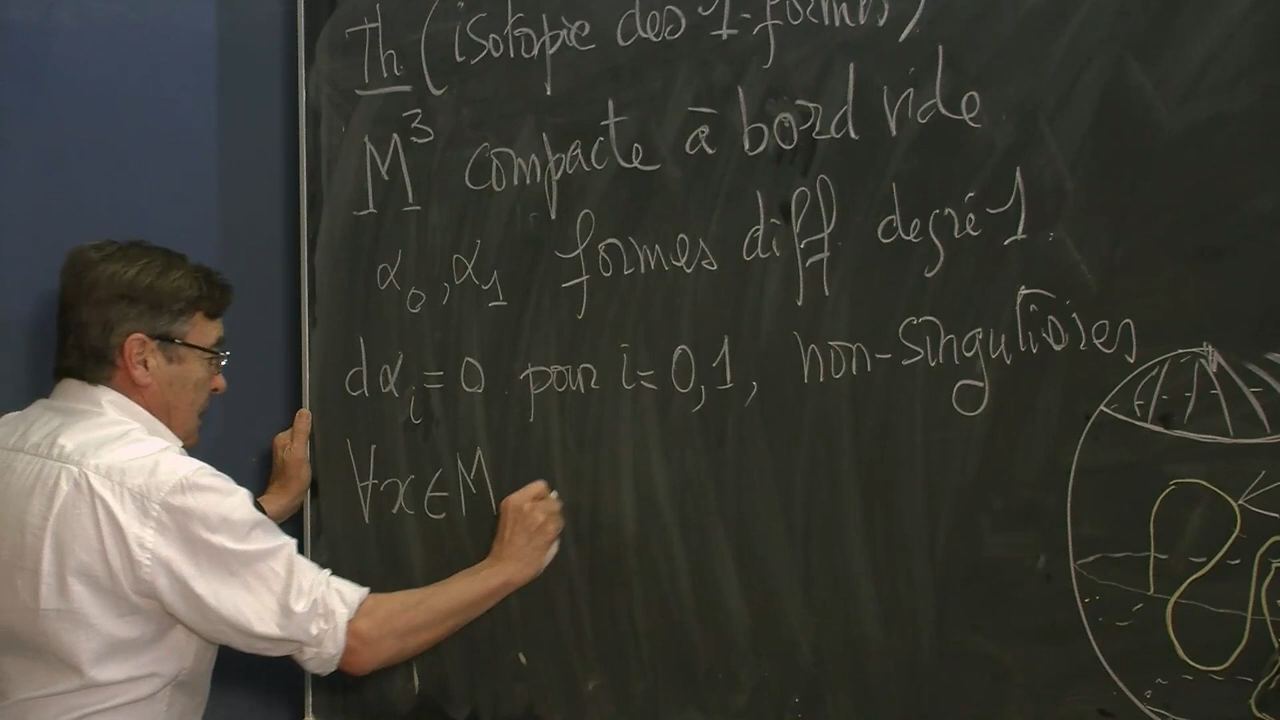 Th (isotopie des 1-formes)
M³ compacte à bord vide
α₀, α₁ formes diff. degré 1.
dαᵢ = 0 pour i = 0,1, non-singulières
∀x ∈ M